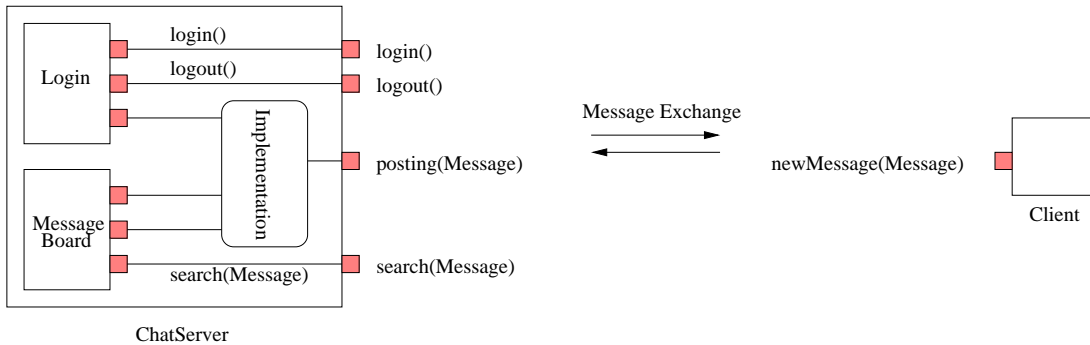 login()
login()
Login
logout()
logout()
Implementation
Message Exchange
posting(Message)
newMessage(Message)
Message
Board
Client
search(Message)
search(Message)
ChatServer